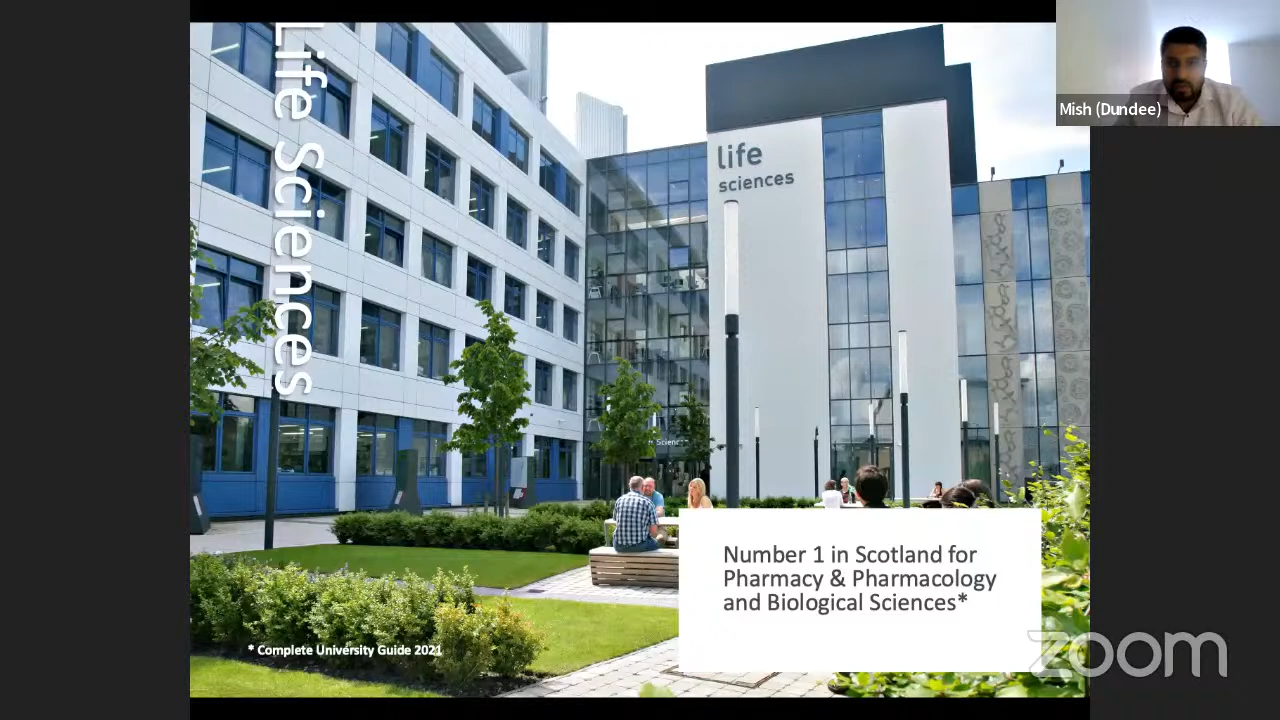 Life Sciences
life
sciences
Mish (Dundee)
Number 1 in Scotland for
Pharmacy & Pharmacology
and Biological Sciences*
* Complete University Guide 2021
zoom